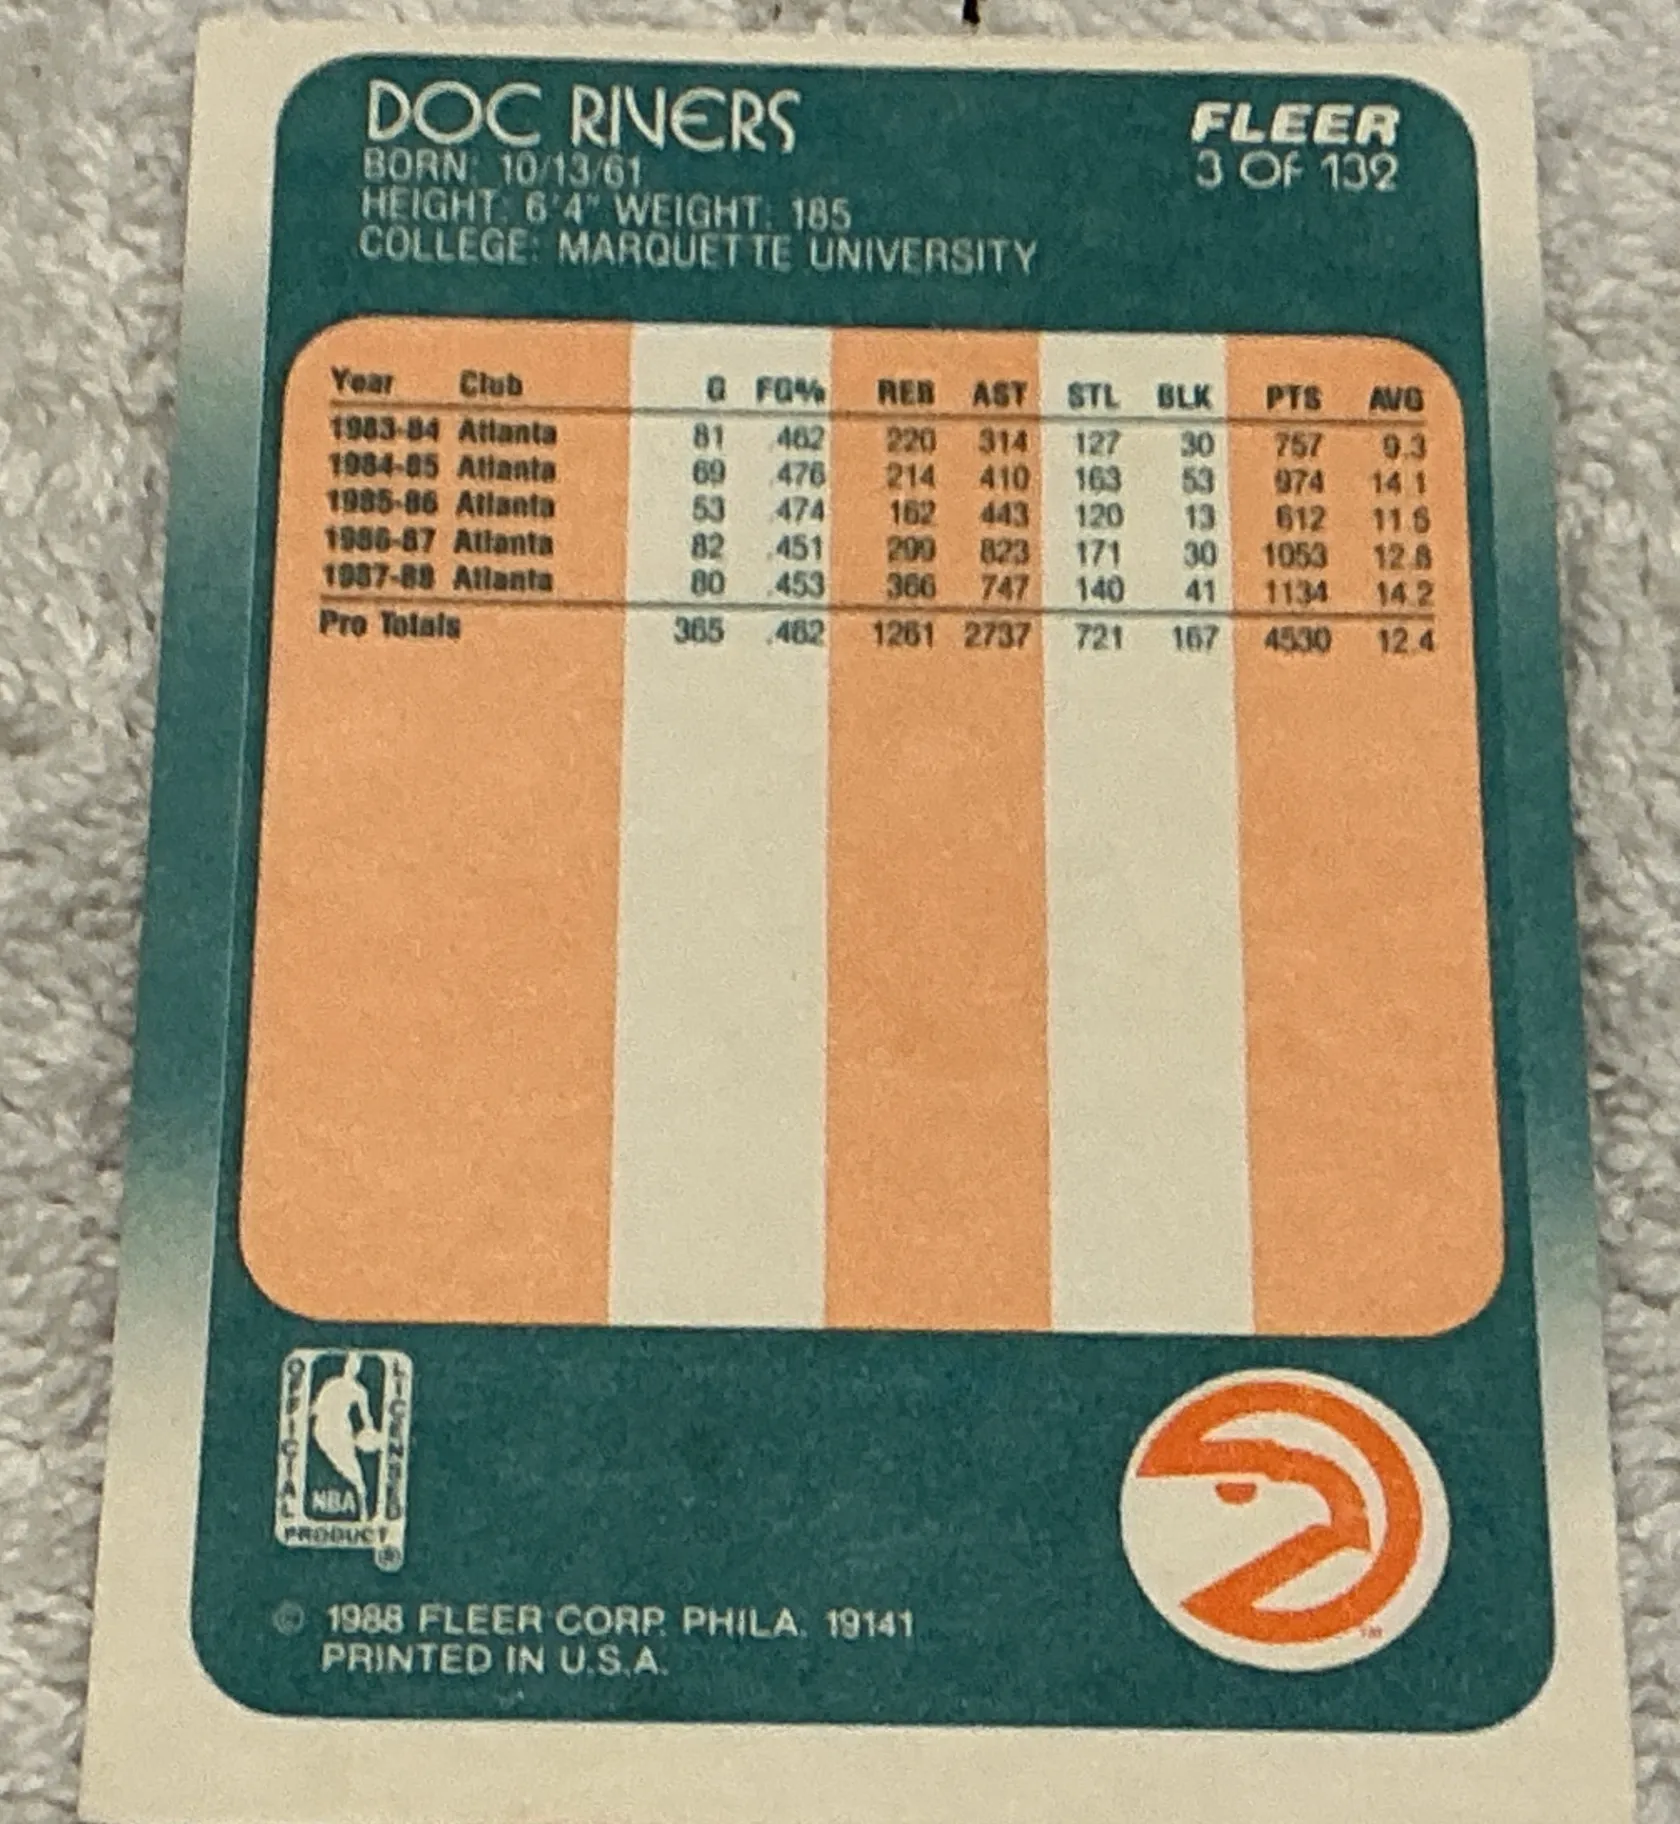 DOC RIVERS
FLEER
3 OF 132
BORN: 10/13/61
HEIGHT: 6'4" WEIGHT: 185
COLLEGE: MARQUETTE UNIVERSITY
Year Club G FG% REB AST STL BLK PTS AVG
1983-84 Atlanta 81 .462 220 314 127 30 757 9.3
1984-85 Atlanta 69 .476 214 410 163 53 974 14.1
1985-86 Atlanta 53 .474 162 443 120 13 612 11.5
1986-87 Atlanta 82 .451 299 823 171 30 1053 12.8
1987-88 Atlanta 80 .453 366 747 140 41 1134 14.2
Pro Totals 365 .462 1261 2737 721 167 4530 12.4
OFFICIAL
LICENSED
NBA
PRODUCT
®
© 1988 FLEER CORP. PHILA. 19141
PRINTED IN U.S.A.
TM